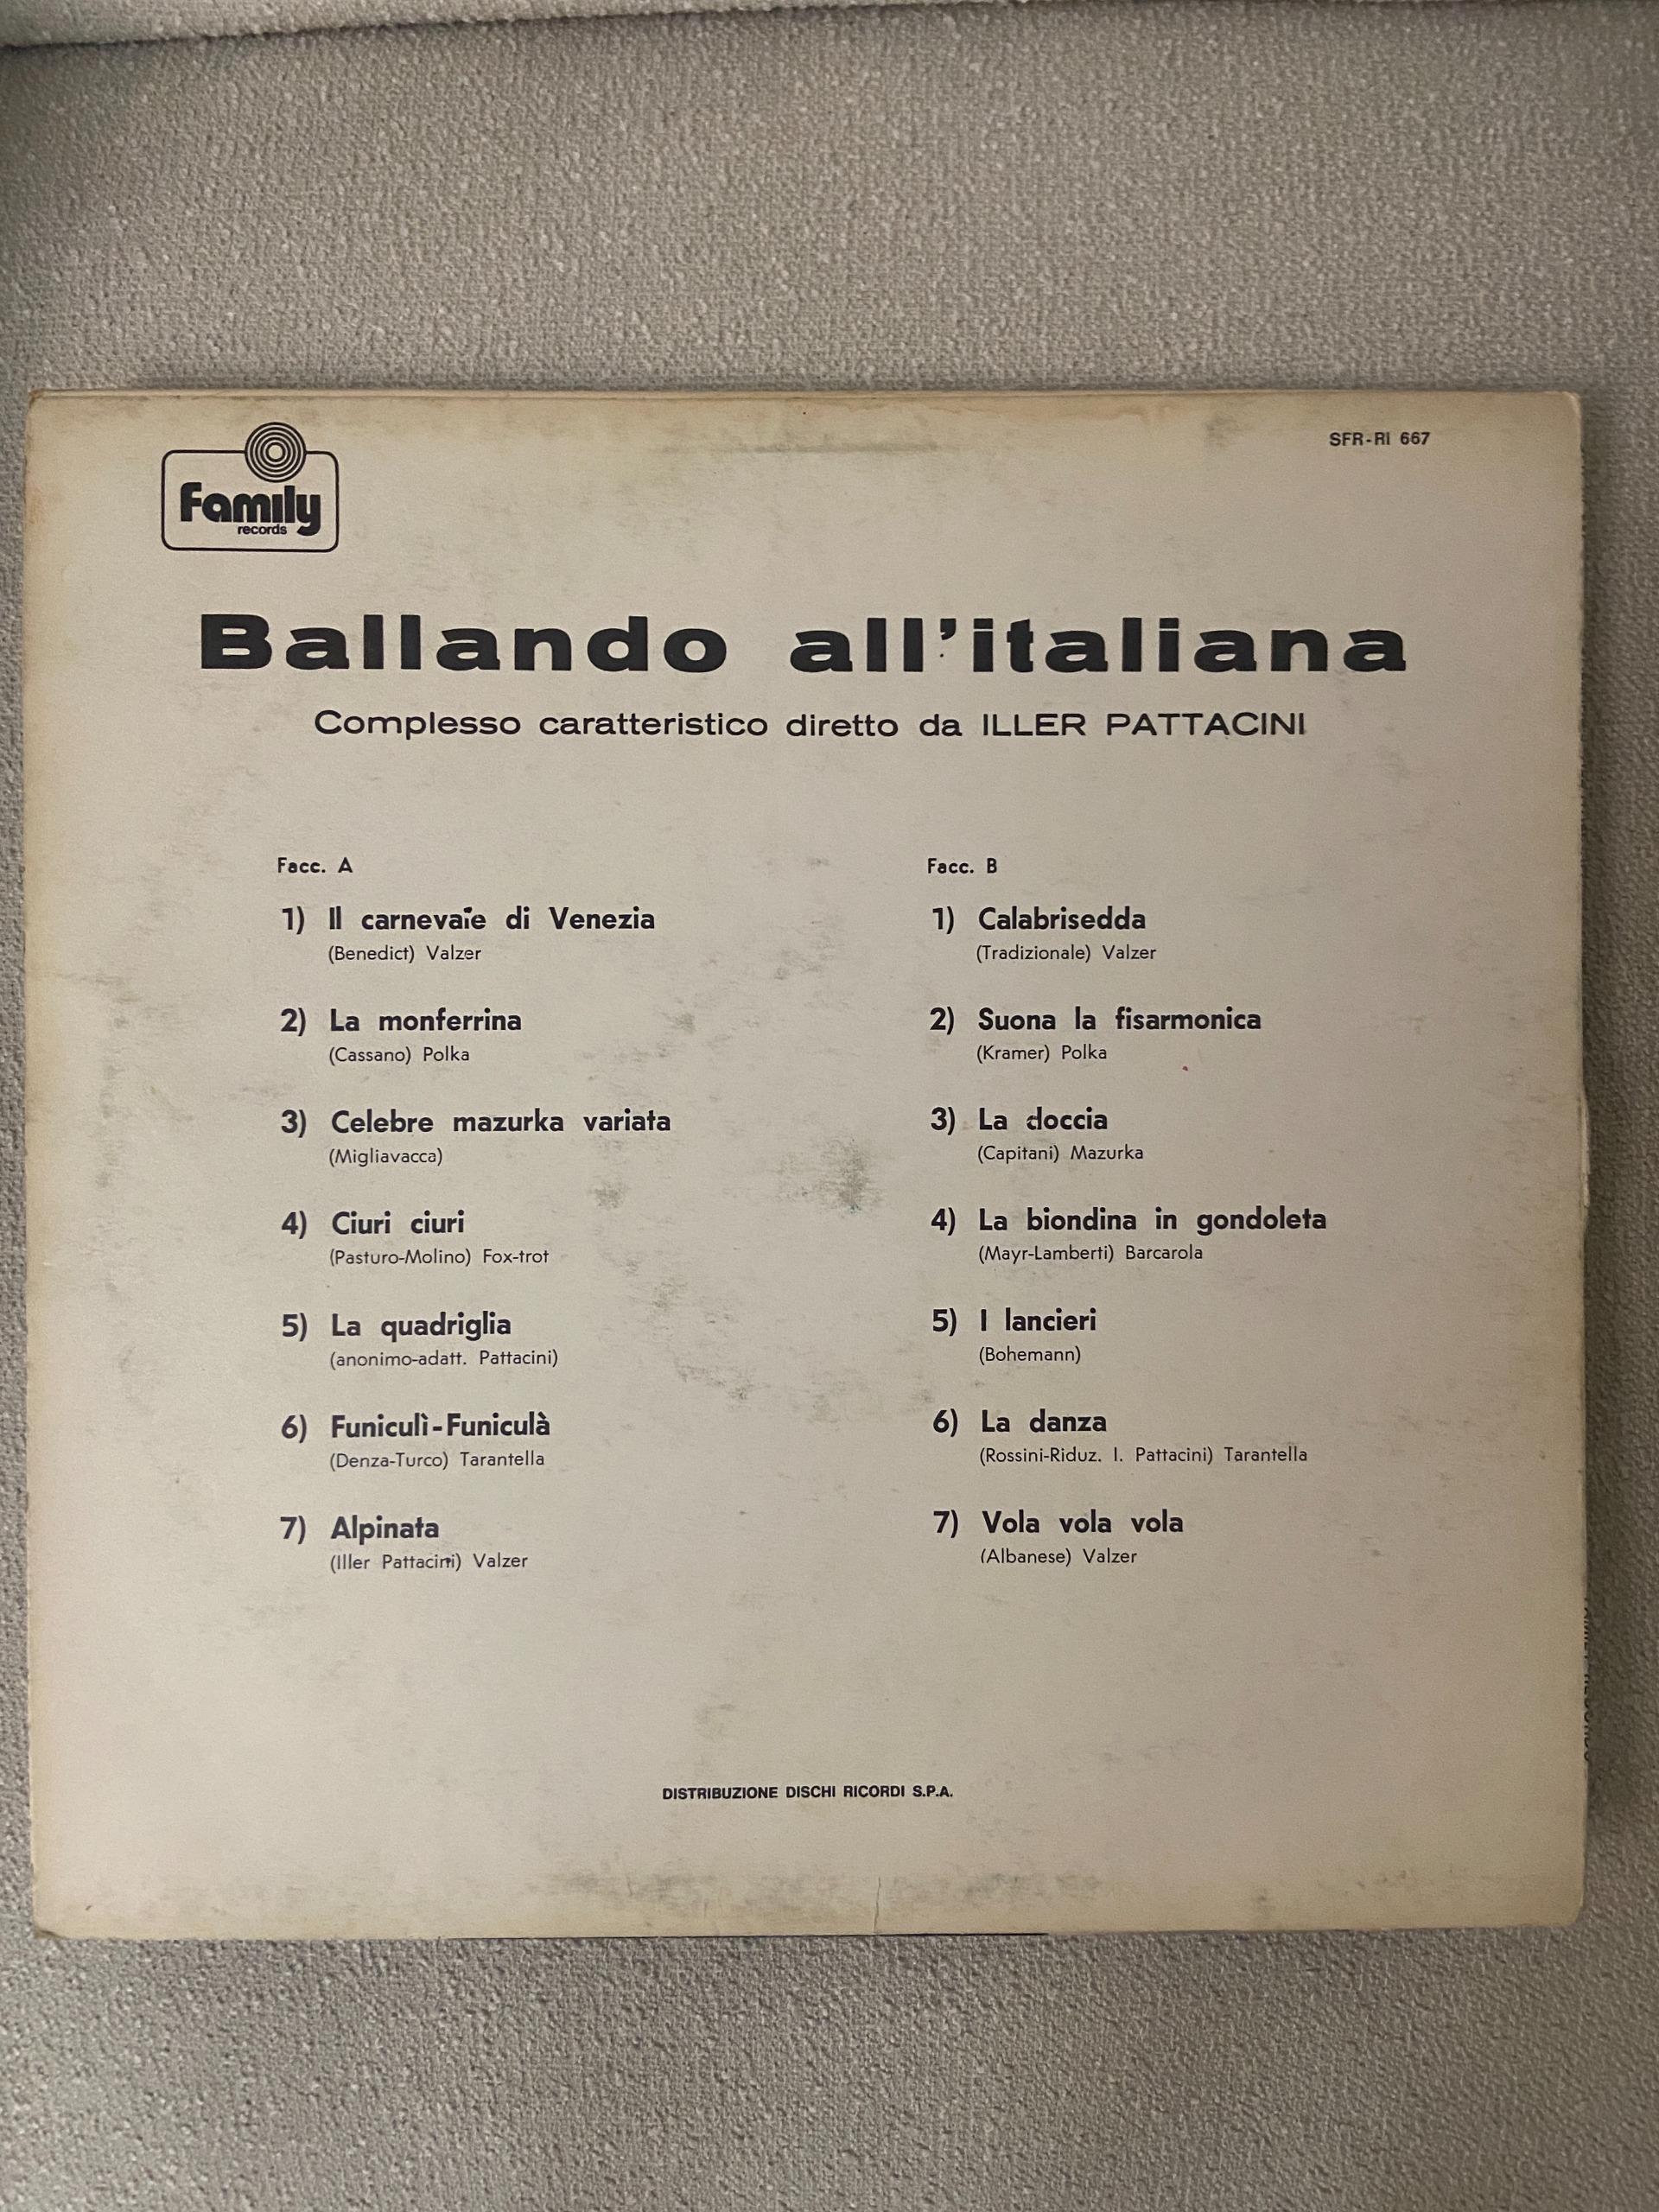 Family
records
SFR-RI 667
Ballando all'italiana
Complesso caratteristico diretto da ILLER PATTACINI
Facc. A
1) Il carnevale di Venezia
(Benedict) Valzer
2) La monferrina
(Cassano) Polka
3) Celebre mazurka variata
(Migliavacca)
4) Ciuri ciuri
(Pasturo-Molino) Fox-trot
5) La quadriglia
(anonimo-adatt. Pattacini)
6) Funiculì-Funiculà
(Denza-Turco) Tarantella
7) Alpinata
(Iller Pattacini) Valzer
Facc. B
1) Calabrisedda
(Tradizionale) Valzer
2) Suona la fisarmonica
(Kramer) Polka
3) La doccia
(Capitani) Mazurka
4) La biondina in gondoleta
(Mayr-Lamberti) Barcarola
5) I lancieri
(Bohemann)
6) La danza
(Rossini-Riduz. I. Pattacini) Tarantella
7) Vola vola vola
(Albanese) Valzer
DISTRIBUZIONE DISCHI RICORDI S.P.A.